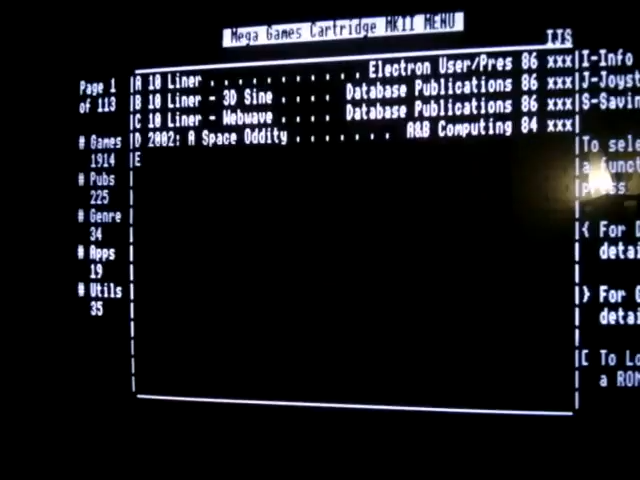 Mega Games Cartridge MKII MENU
IJS
Page 1
of 113
# Games
1914
# Pubs
225
# Genre
34
# Apps
19
# Utils
35
A 10 Liner . . . . . . . . . . . Electron User/Pres 86 xxx
B 10 Liner - 3D Sine . . . . Database Publications 86 xxx
C 10 Liner - Webwave . . . . Database Publications 86 xxx
D 2002: A Space Oddity . . . . . . . A&B Computing 84 xxx
E
I-Info
J-Joyst
S-Savin
To sele
a funct
press
{ For D
detai
} For G
detai
[ To Lo
a ROM